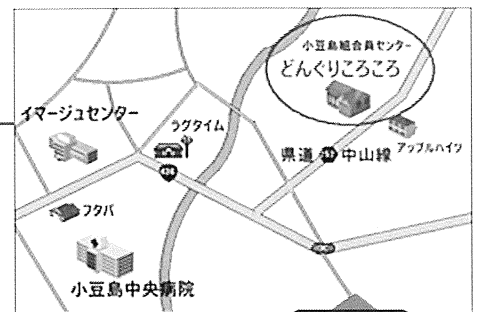 小豆島組合員センター
どんぐりころころ
イマージュセンター
ラグタイム
県道
中山線
アップルハイツ
436
フタバ
小豆島中央病院